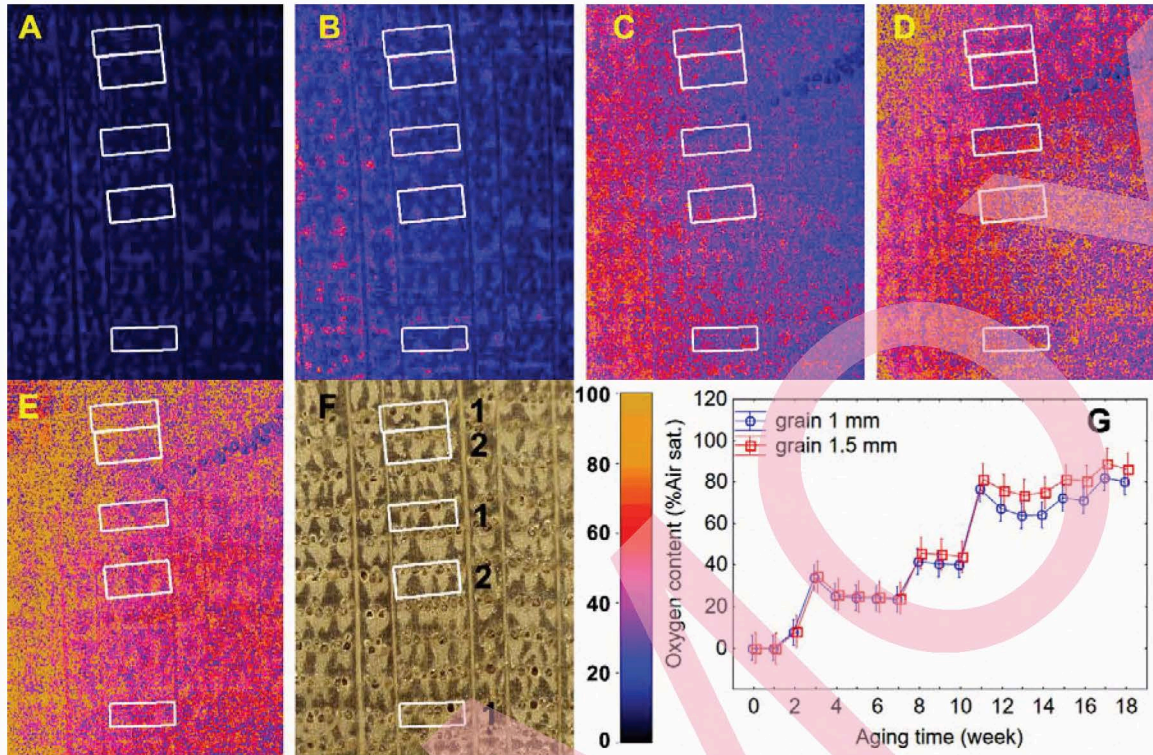 A
B
C
D
E
F
1
2
1
2
1
100
80
60
40
20
0
G
grain 1 mm
grain 1.5 mm
Oxygen content (%Air sat.)
120
100
80
60
40
20
0
0 2 4 6 8 10 12 14 16 18
Aging time (week)